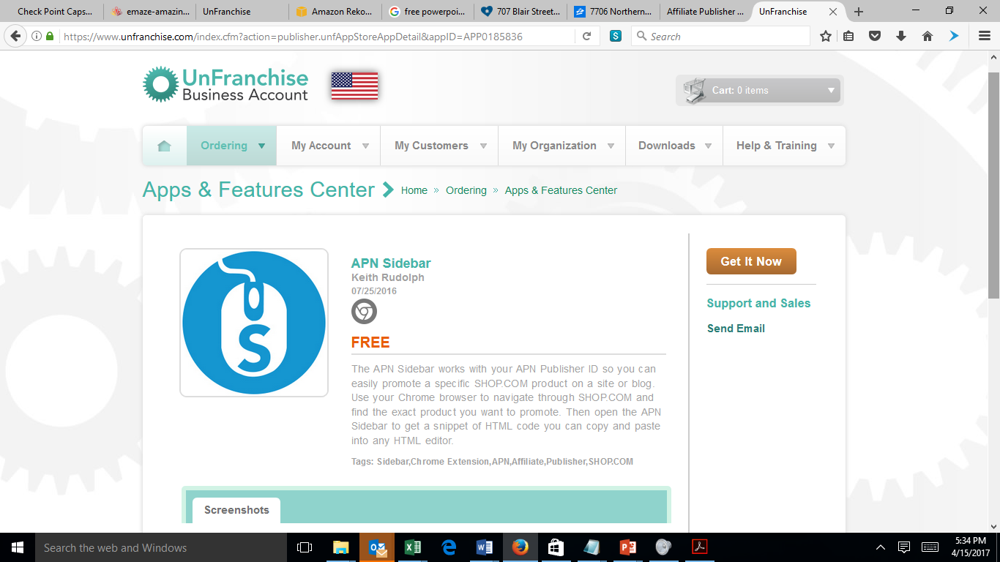 Check Point Caps...
emaze-amazin...
UnFranchise
Amazon Reko...
free powerpoi...
707 Blair Street...
7706 Northern...
Affiliate Publisher ...
UnFranchise
https://www.unfranchise.com/index.cfm?action=publisher.unfAppStoreAppDetail&appID=APP0185836
S
Search
UnFranchise
Business Account
Cart: 0 items
Ordering
My Account
My Customers
My Organization
Downloads
Help & Training
Apps & Features Center
Home » Ordering » Apps & Features Center
S
APN Sidebar
Keith Rudolph
07/25/2016
FREE
The APN Sidebar works with your APN Publisher ID so you can
easily promote a specific SHOP.COM product on a site or blog.
Use your Chrome browser to navigate through SHOP.COM and
find the exact product you want to promote. Then open the APN
Sidebar to get a snippet of HTML code you can copy and paste
into any HTML editor.
Tags: Sidebar,Chrome Extension,APN,Affiliate,Publisher,SHOP.COM
Get It Now
Support and Sales
Send Email
Screenshots
Search the web and Windows
5:34 PM
4/15/2017